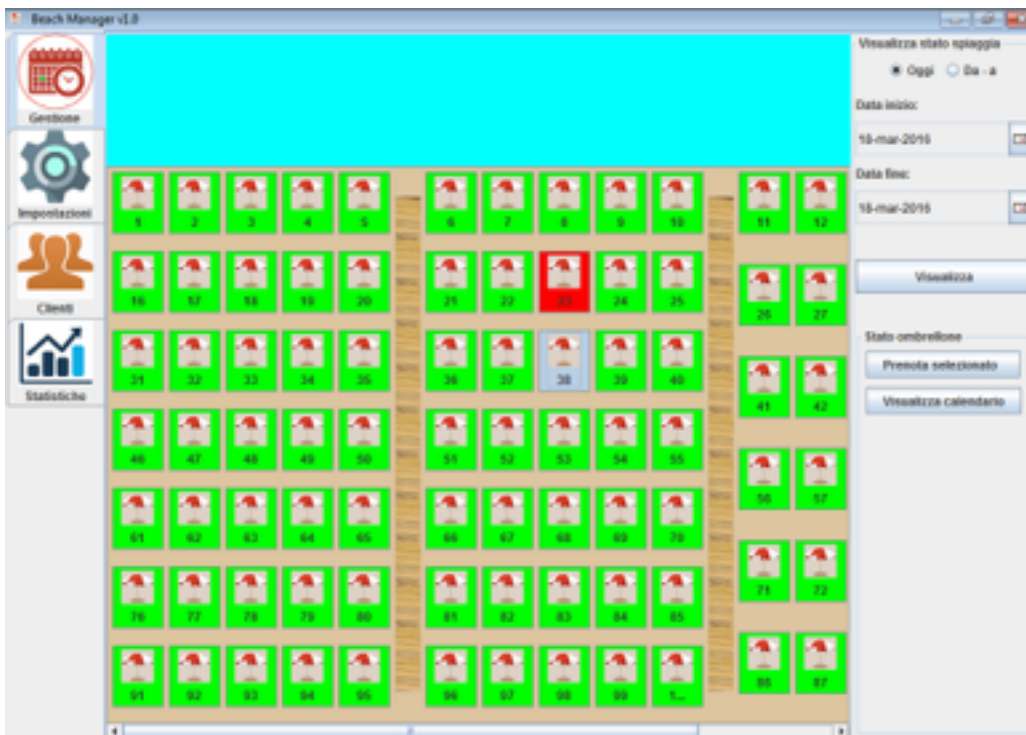 Beach Manager v1.0
Gestione
Impostazioni
Clienti
Statistiche
1 2 3 4 5 6 7 8 9 10 11 12
16 17 18 19 20 21 22 23 24 25 26 27
31 32 33 34 35 36 37 38 39 40 41 42
46 47 48 49 50 51 52 53 54 55 56 57
61 62 63 64 65 66 67 68 69 70 71 72
76 77 78 79 80 81 82 83 84 85 86 87
91 92 93 94 95 96 97 98 99 1...
Visualizza stato spiaggia
Oggi Da - a
Data inizio:
18-mar-2016
Data fine:
18-mar-2016
Visualizza
Stato ombrellone
Prenota selezionato
Visualizza calendario